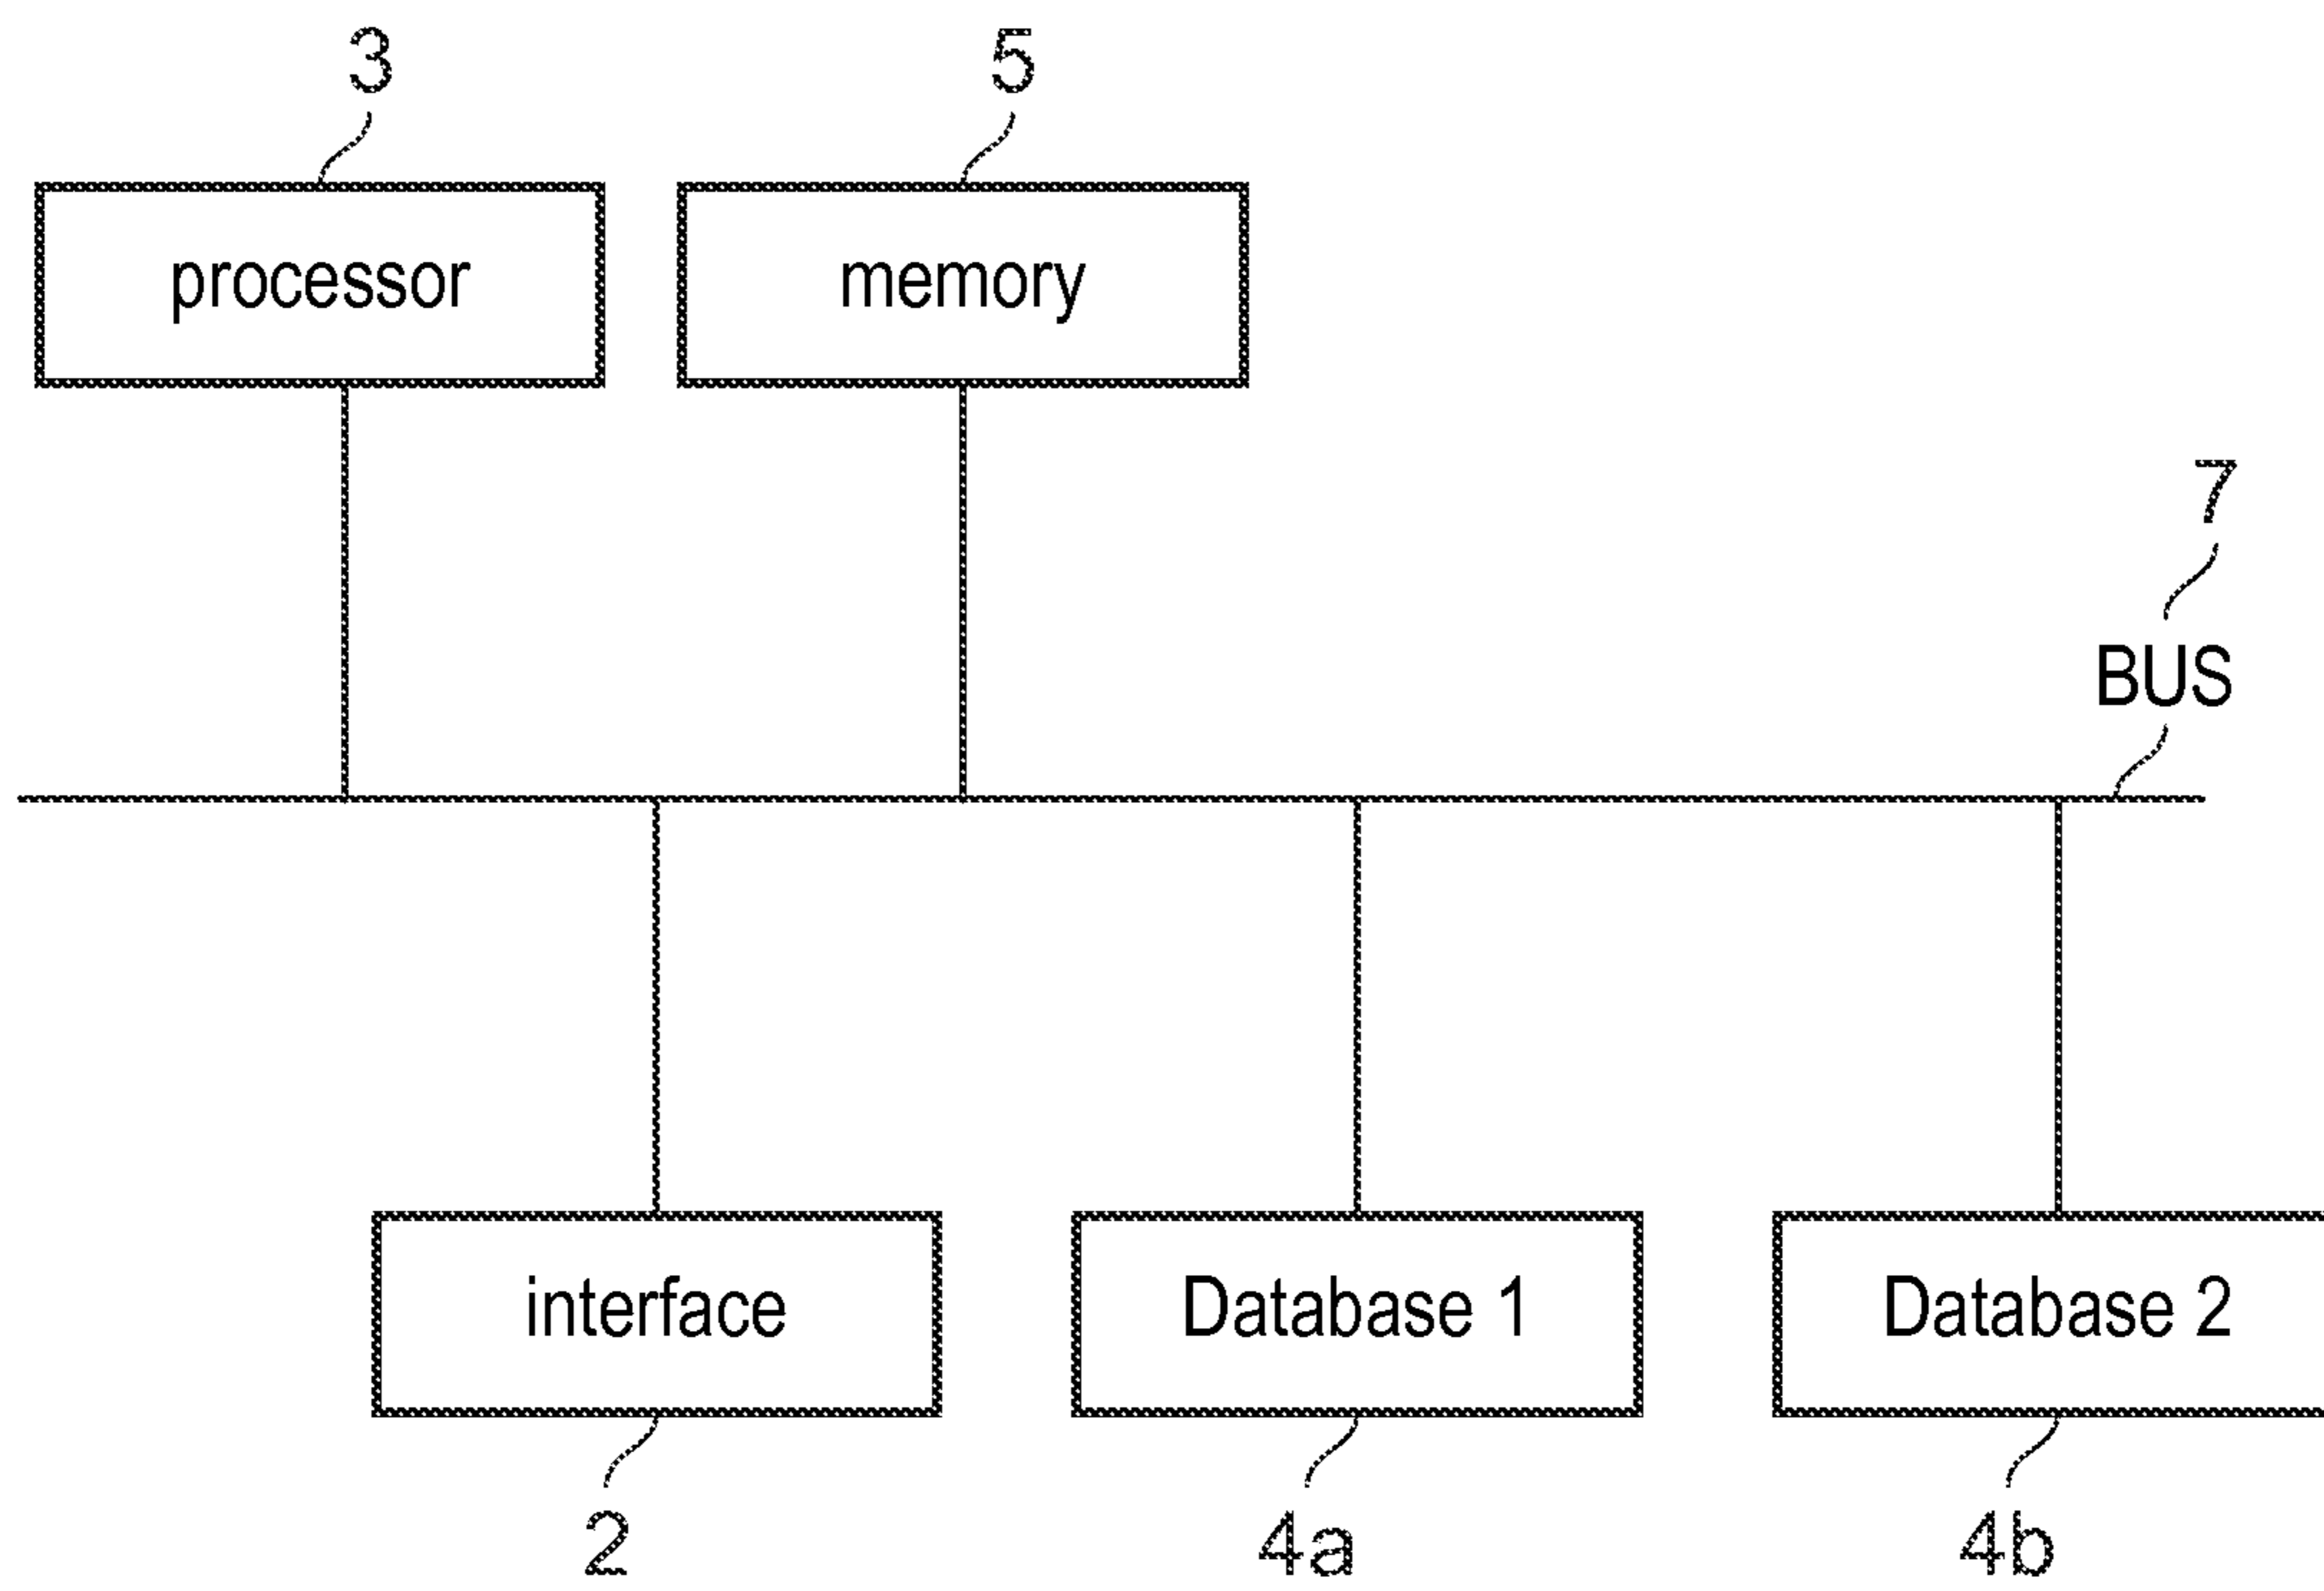 3 5
processor memory
7
BUS
interface Database 1 Database 2
2 4a 4b